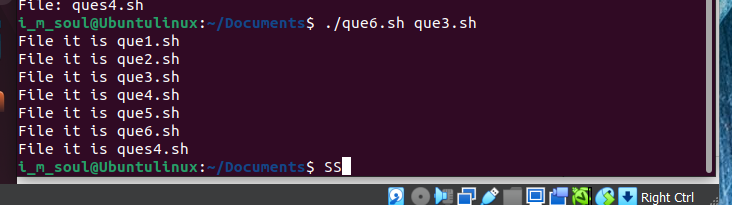 File: ques4.sh
i_m_soul@Ubuntulinux:~/Documents$ ./que6.sh que3.sh
File it is que1.sh
File it is que2.sh
File it is que3.sh
File it is que4.sh
File it is que5.sh
File it is que6.sh
File it is ques4.sh
i_m_soul@Ubuntulinux:~/Documents$ SS
Right Ctrl